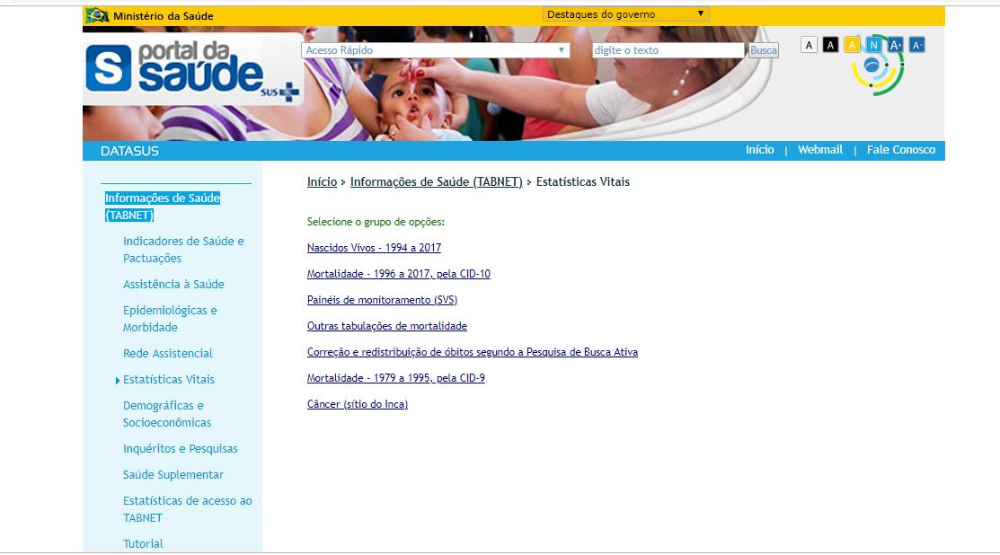 Ministério da Saúde
Destaques do governo
portal da
saúde
SUS
Acesso Rápido
digite o texto
Busca
A A A N A+ A-
DATASUS
Início | Webmail | Fale Conosco
Informações de Saúde
(TABNET)
Indicadores de Saúde e
Pactuações
Assistência à Saúde
Epidemiológicas e
Morbidade
Rede Assistencial
Estatísticas Vitais
Demográficas e
Socioeconômicas
Inquéritos e Pesquisas
Saúde Suplementar
Estatísticas de acesso ao
TABNET
Tutorial
Início > Informações de Saúde (TABNET) > Estatísticas Vitais
Selecione o grupo de opções:
Nascidos Vivos - 1994 a 2017
Mortalidade - 1996 a 2017, pela CID-10
Painéis de monitoramento (SVS)
Outras tabulações de mortalidade
Correção e redistribuição de óbitos segundo a Pesquisa de Busca Ativa
Mortalidade - 1979 a 1995, pela CID-9
Câncer (sítio do Inca)